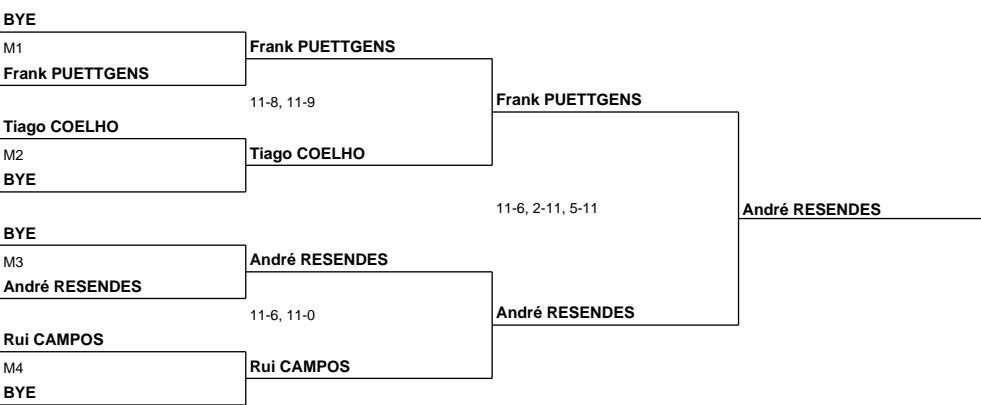 BYE
M1
Frank PUETTGENS
Frank PUETTGENS
11-8, 11-9
Frank PUETTGENS
Tiago COELHO
M2
Tiago COELHO
BYE
11-6, 2-11, 5-11
André RESENDES
BYE
M3
André RESENDES
André RESENDES
11-6, 11-0
André RESENDES
Rui CAMPOS
M4
Rui CAMPOS
BYE